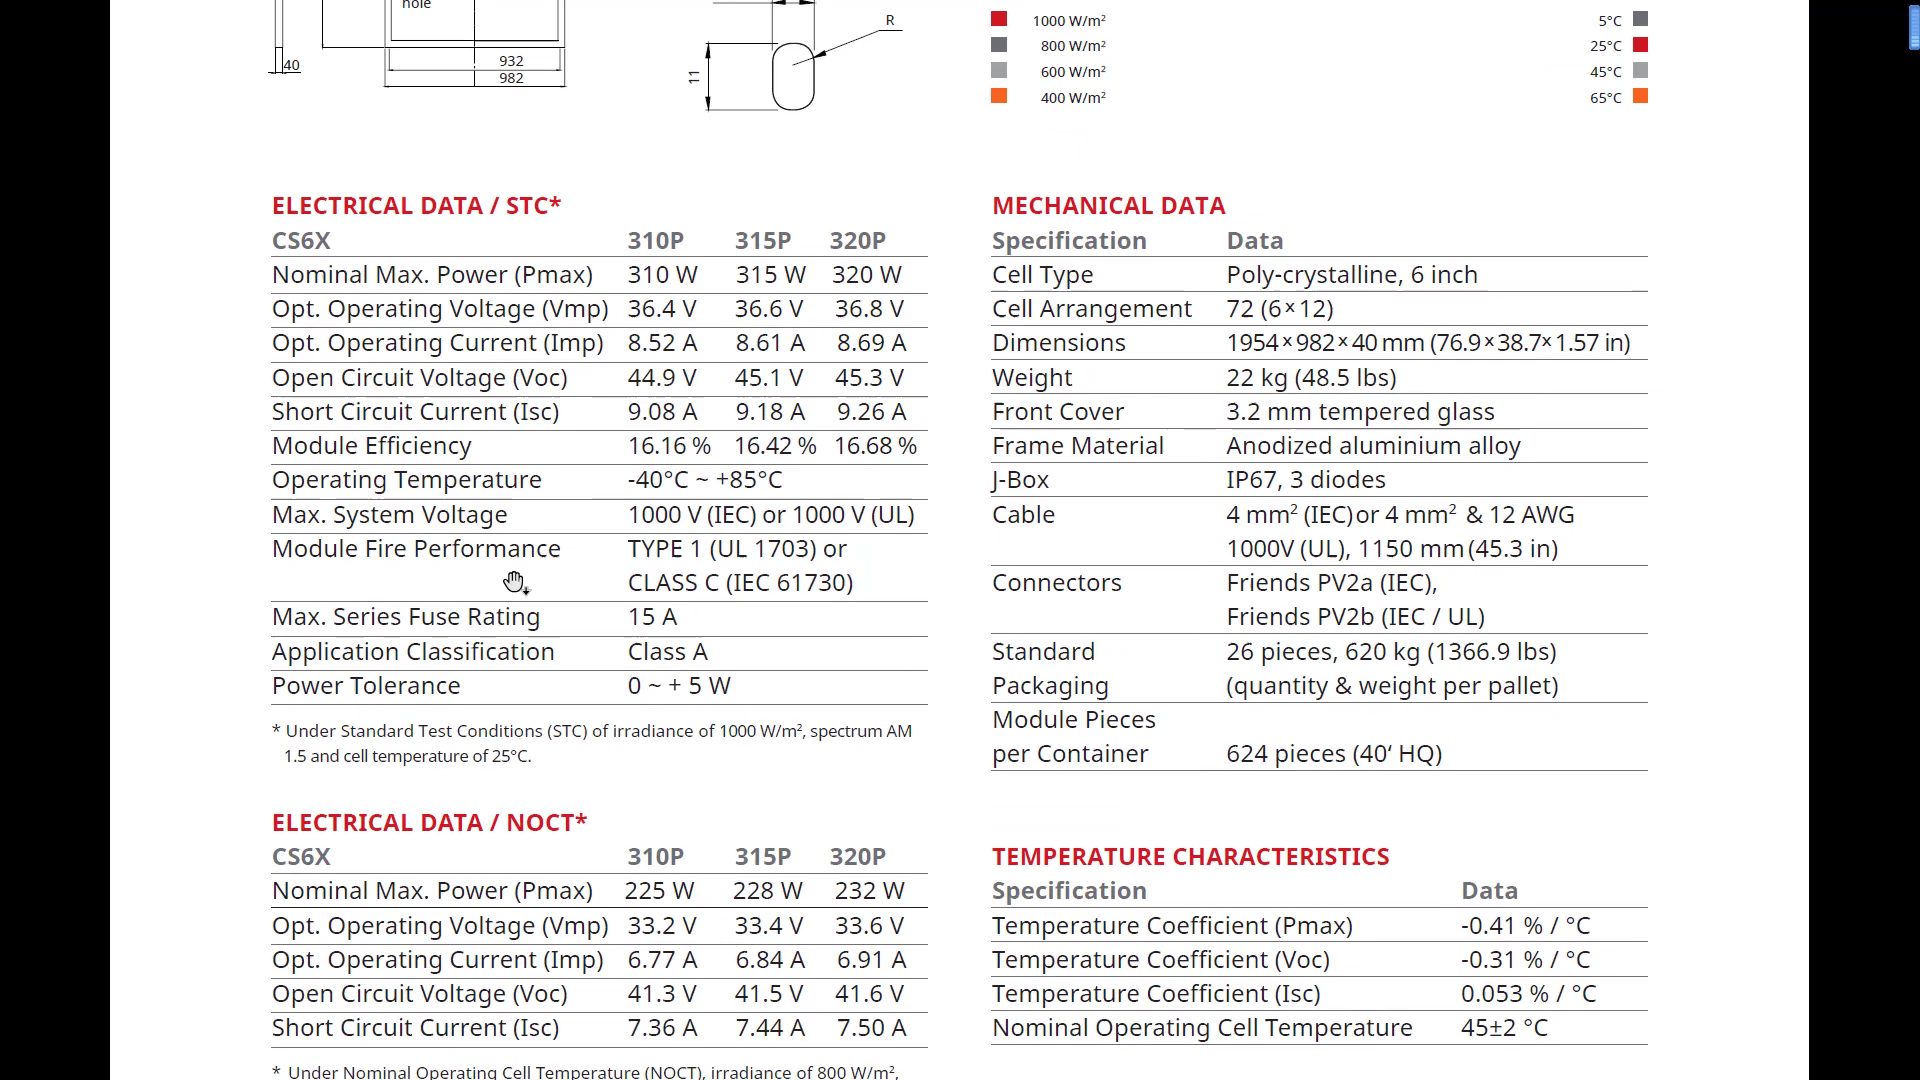 hole
40
932
982
11
R
1000 W/m²
800 W/m²
600 W/m²
400 W/m²
5°C
25°C
45°C
65°C
ELECTRICAL DATA / STC*
CS6X 310P 315P 320P
Nominal Max. Power (Pmax) 310 W 315 W 320 W
Opt. Operating Voltage (Vmp) 36.4 V 36.6 V 36.8 V
Opt. Operating Current (Imp) 8.52 A 8.61 A 8.69 A
Open Circuit Voltage (Voc) 44.9 V 45.1 V 45.3 V
Short Circuit Current (Isc) 9.08 A 9.18 A 9.26 A
Module Efficiency 16.16 % 16.42 % 16.68 %
Operating Temperature -40°C ~ +85°C
Max. System Voltage 1000 V (IEC) or 1000 V (UL)
Module Fire Performance TYPE 1 (UL 1703) or
CLASS C (IEC 61730)
Max. Series Fuse Rating 15 A
Application Classification Class A
Power Tolerance 0 ~ + 5 W
* Under Standard Test Conditions (STC) of irradiance of 1000 W/m², spectrum AM
1.5 and cell temperature of 25°C.
ELECTRICAL DATA / NOCT*
CS6X 310P 315P 320P
Nominal Max. Power (Pmax) 225 W 228 W 232 W
Opt. Operating Voltage (Vmp) 33.2 V 33.4 V 33.6 V
Opt. Operating Current (Imp) 6.77 A 6.84 A 6.91 A
Open Circuit Voltage (Voc) 41.3 V 41.5 V 41.6 V
Short Circuit Current (Isc) 7.36 A 7.44 A 7.50 A
* Under Nominal Operating Cell Temperature (NOCT), irradiance of 800 W/m²,
MECHANICAL DATA
Specification Data
Cell Type Poly-crystalline, 6 inch
Cell Arrangement 72 (6×12)
Dimensions 1954×982×40 mm (76.9×38.7×1.57 in)
Weight 22 kg (48.5 lbs)
Front Cover 3.2 mm tempered glass
Frame Material Anodized aluminium alloy
J-Box IP67, 3 diodes
Cable 4 mm² (IEC) or 4 mm² & 12 AWG
1000V (UL), 1150 mm (45.3 in)
Connectors Friends PV2a (IEC),
Friends PV2b (IEC / UL)
Standard 26 pieces, 620 kg (1366.9 lbs)
Packaging (quantity & weight per pallet)
Module Pieces
per Container 624 pieces (40‘ HQ)
TEMPERATURE CHARACTERISTICS
Specification Data
Temperature Coefficient (Pmax) -0.41 % / °C
Temperature Coefficient (Voc) -0.31 % / °C
Temperature Coefficient (Isc) 0.053 % / °C
Nominal Operating Cell Temperature 45±2 °C